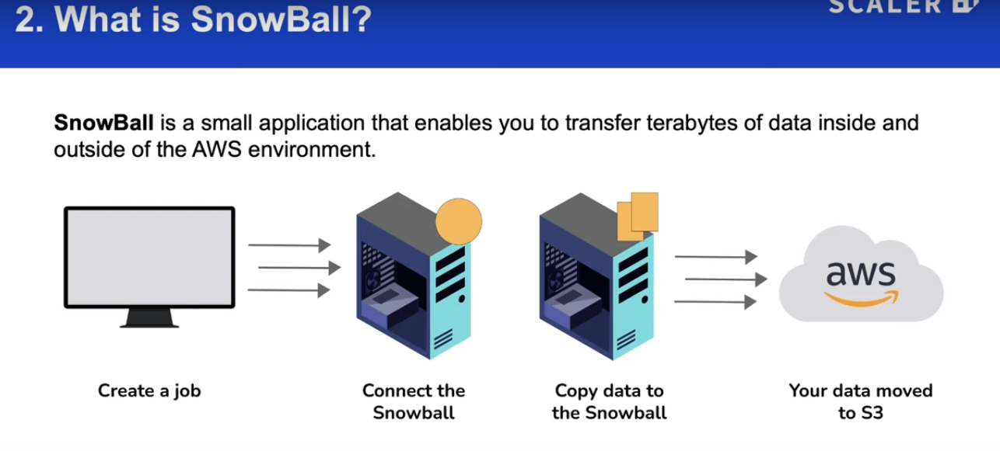 SCALER
2. What is SnowBall?
SnowBall is a small application that enables you to transfer terabytes of data inside and
outside of the AWS environment.
aws
Create a job
Connect the
Snowball
Copy data to
the Snowball
Your data moved
to S3